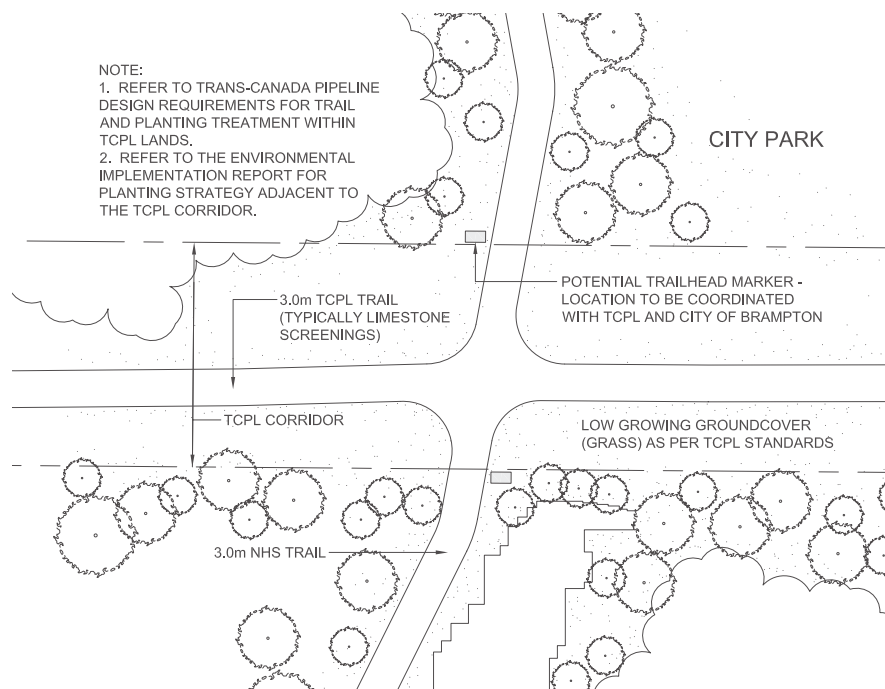 NOTE:
1. REFER TO TRANS-CANADA PIPELINE
DESIGN REQUIREMENTS FOR TRAIL
AND PLANTING TREATMENT WITHIN
TCPL LANDS.
2. REFER TO THE ENVIRONMENTAL
IMPLEMENTATION REPORT FOR
PLANTING STRATEGY ADJACENT TO
THE TCPL CORRIDOR.
CITY PARK
3.0m TCPL TRAIL
(TYPICALLY LIMESTONE
SCREENINGS)
POTENTIAL TRAILHEAD MARKER -
LOCATION TO BE COORDINATED
WITH TCPL AND CITY OF BRAMPTON
TCPL CORRIDOR
LOW GROWING GROUNDCOVER
(GRASS) AS PER TCPL STANDARDS
3.0m NHS TRAIL